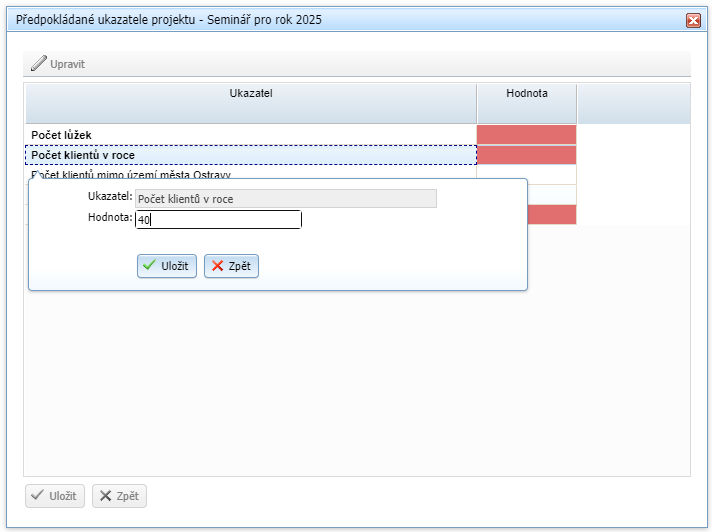 Předpokládané ukazatele projektu - Seminář pro rok 2025
Upravit
Ukazatel Hodnota
Počet lůžek
Počet klientů v roce
Počet klientů mimo území města Ostravy
Ukazatel: Počet klientů v roce
Hodnota: 40
Uložit Zpět
Uložit Zpět